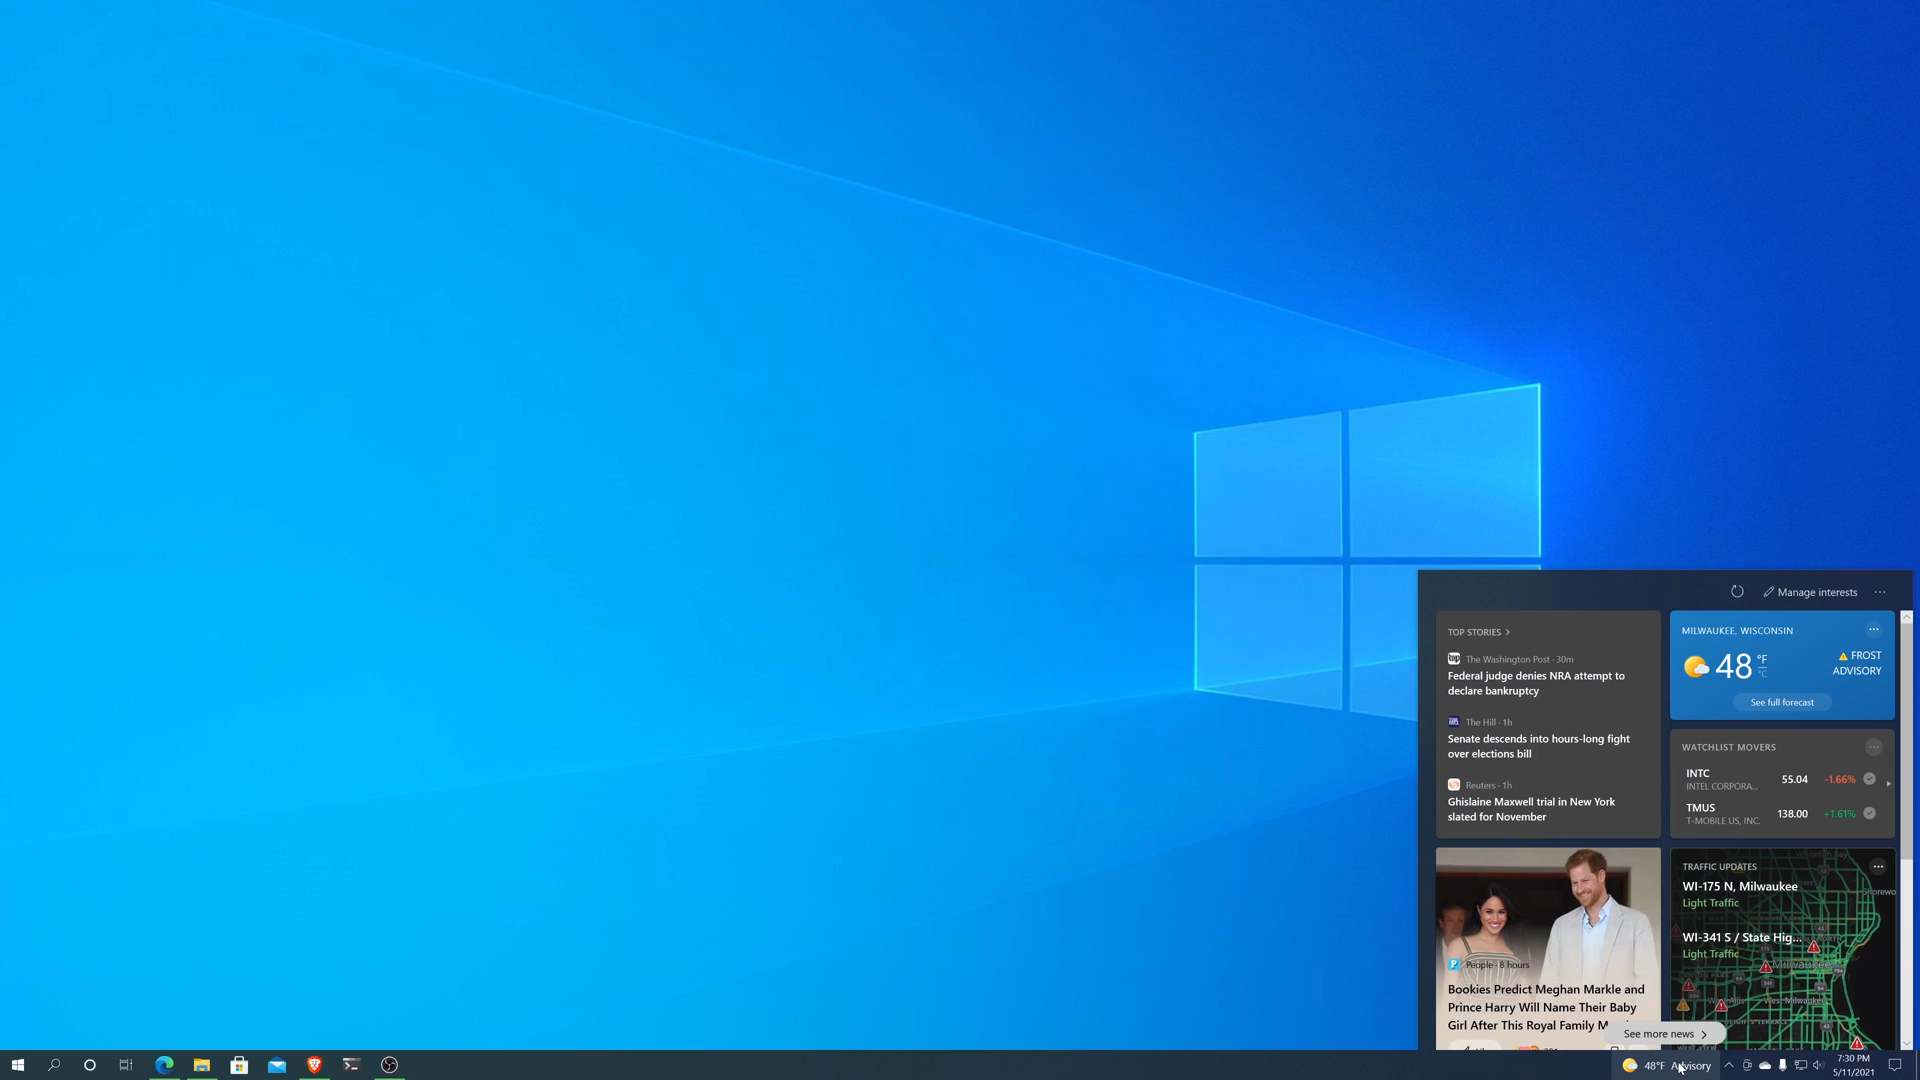 Manage interests
TOP STORIES
The Washington Post · 30m
Federal judge denies NRA attempt to
declare bankruptcy
The Hill · 1h
Senate descends into hours-long fight
over elections bill
Reuters · 1h
Ghislaine Maxwell trial in New York
slated for November
MILWAUKEE, WISCONSIN
48 °F
°C
FROST
ADVISORY
See full forecast
WATCHLIST MOVERS
INTC 55.04 -1.66%
INTEL CORPORA...
TMUS 138.00 +1.61%
T-MOBILE US, INC.
People · 8 hours
Bookies Predict Meghan Markle and
Prince Harry Will Name Their Baby
Girl After This Royal Family
TRAFFIC UPDATES
WI-175 N, Milwaukee
Light Traffic
WI-341 S / State Hig...
Light Traffic
Milwaukee
West Milwaukee
See more news
48°F Advisory
7:30 PM
5/11/2021